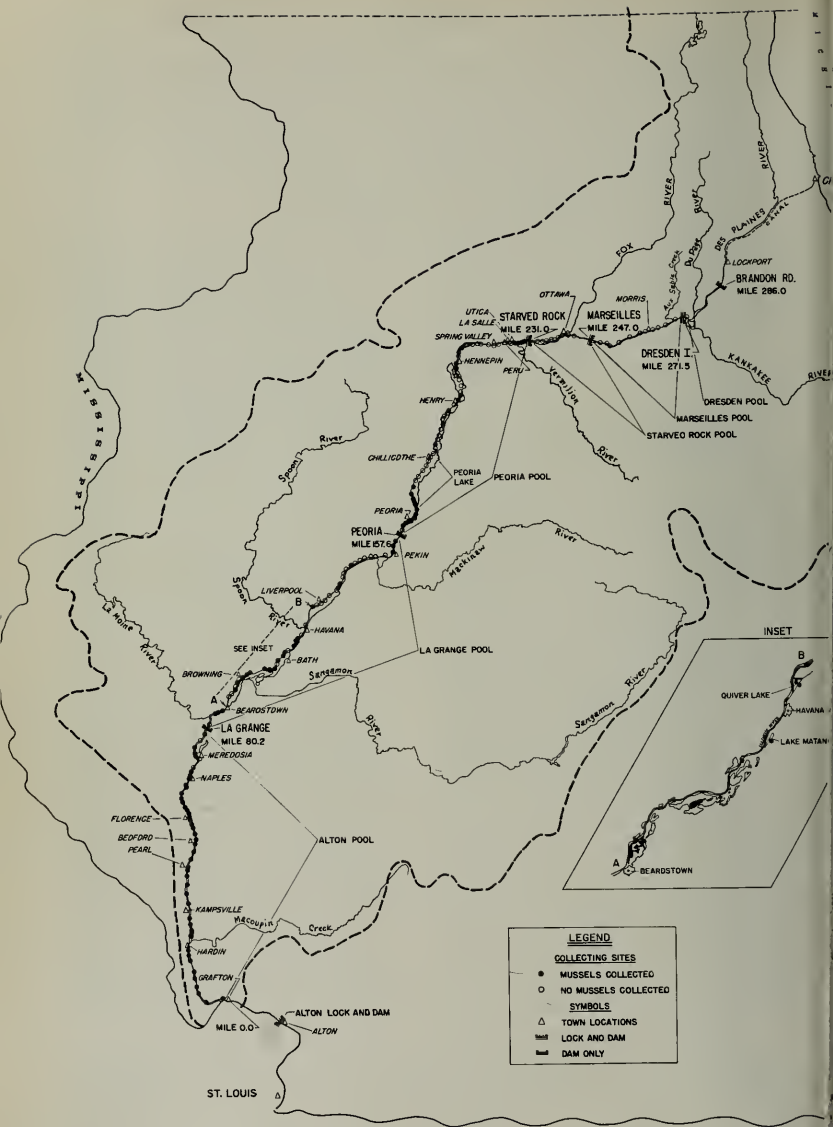 MISSISSIPPI
RIVER
RIVER
Du Page River
DES PLAINES
CANAL
FOX
Aux Sable Creek
LOCKPORT
BRANDON RD.
MILE 286.0
OTTAWA
MORRIS
UTICA
LA SALLE
STARVED ROCK
MILE 231.0
MARSEILLES
MILE 247.0
SPRING VALLEY
HENNEPIN
PERU
DRESDEN I.
MILE 271.5
KANKAKEE
RIVER
Vermilion
River
DRESDEN POOL
MARSEILLES POOL
STARVED ROCK POOL
HENRY
CHILLICOTHE
PEORIA
LAKE
PEORIA POOL
PEORIA
PEORIA
MILE 157.6
PEKIN
Mackinaw
River
Spoon
River
Spoon
River
LIVERPOOL
B
HAVANA
La Moine
River
SEE INSET
BATH
LA GRANGE POOL
BROWNING
Sangamon
River
Sangamon
River
A
BEARDSTOWN
LA GRANGE
MILE 80.2
MEREDOSIA
NAPLES
FLORENCE
BEDFORD
PEARL
ALTON POOL
KAMPSVILLE
Macoupin
Creek
HARDIN
GRAFTON
MILE 0.0
ALTON LOCK AND DAM
ALTON
ST. LOUIS
INSET
B
QUIVER LAKE
HAVANA
LAKE MATAN
A
BEARDSTOWN
LEGEND
COLLECTING SITES
MUSSELS COLLECTED
NO MUSSELS COLLECTED
SYMBOLS
TOWN LOCATIONS
LOCK AND DAM
DAM ONLY